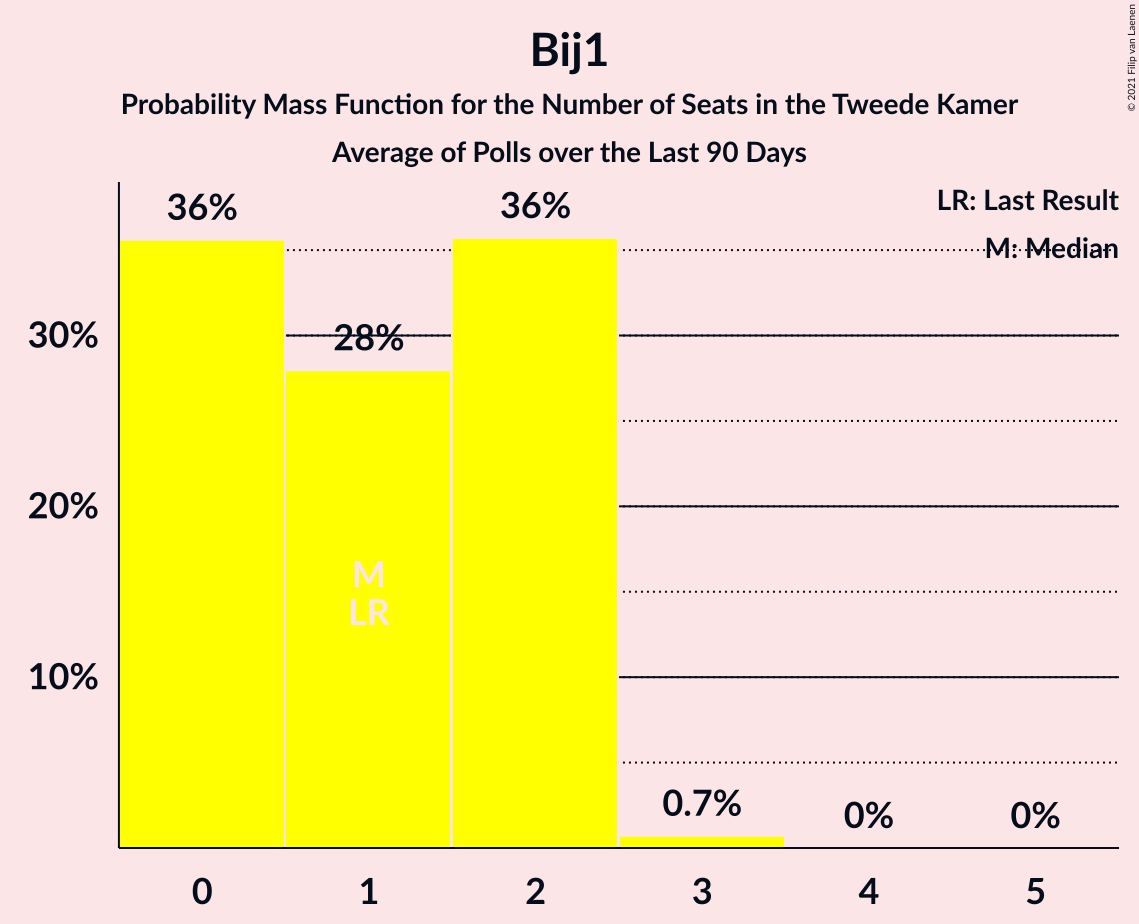 Bij1
Probability Mass Function for the Number of Seats in the Tweede Kamer
Average of Polls over the Last 90 Days
© 2021 Filip van Laenen
LR: Last Result
M: Median
36%
28%
36%
0.7%
0%
0%
30%
20%
10%
M
LR
0 1 2 3 4 5